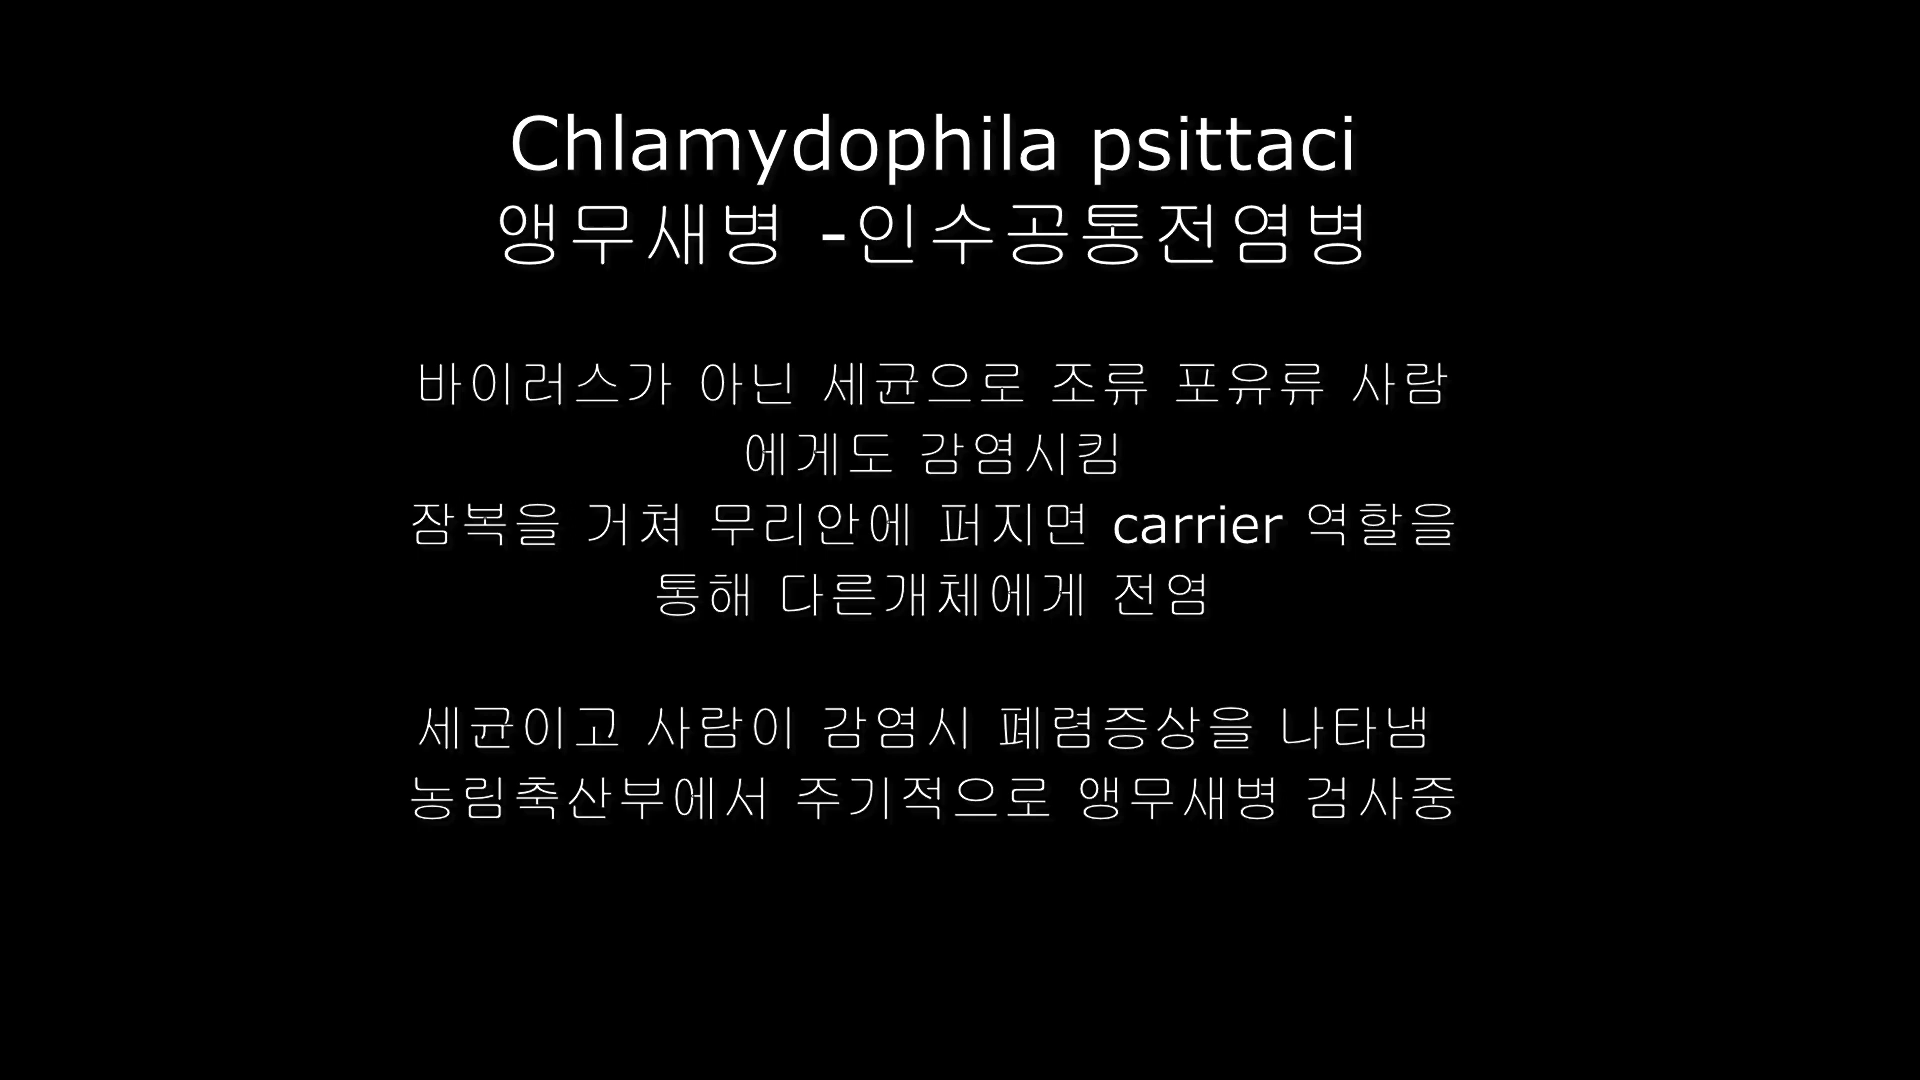 Chlamydophila psittaci
앵무새병 -인수공통전염병
바이러스가 아닌 세균으로 조류 포유류 사람
에게도 감염시킴
잠복을 거쳐 무리안에 퍼지면 carrier 역할을
통해 다른개체에게 전염
세균이고 사람이 감염시 폐렴증상을 나타냄
농림축산부에서 주기적으로 앵무새병 검사중